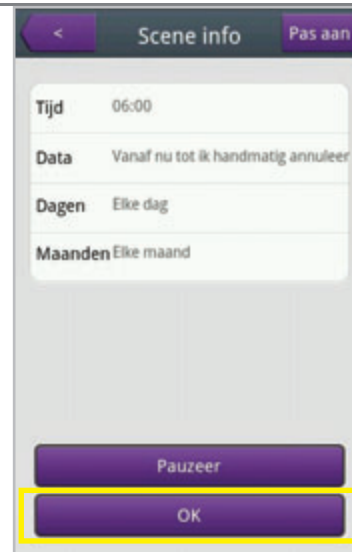 < Scene info Pas aan
Tijd 06:00
Data Vanaf nu tot ik handmatig annuleer
Dagen Elke dag
Maanden Elke maand
Pauzeer
OK